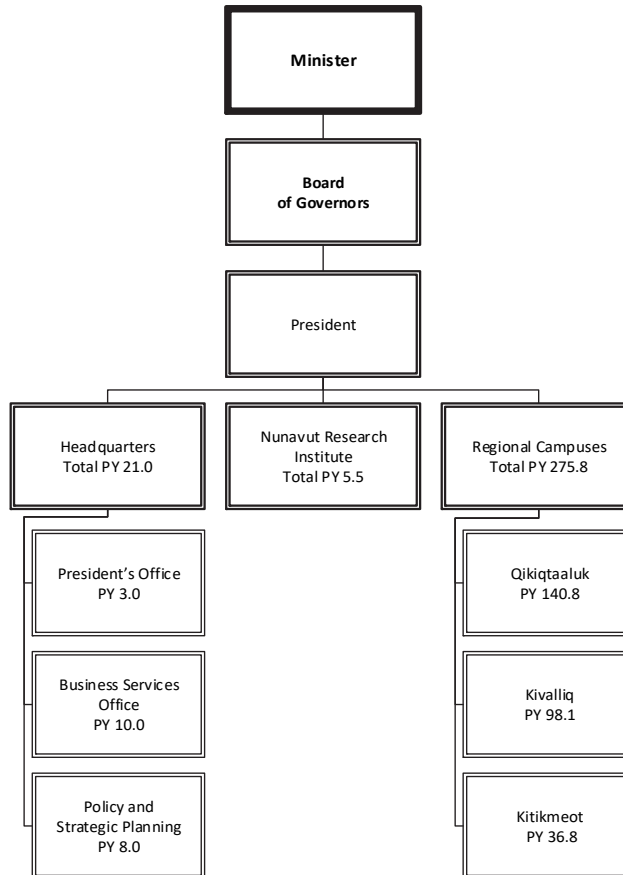 Minister
Board
of Governors
President
Headquarters
Total PY 21.0
Nunavut Research
Institute
Total PY 5.5
Regional Campuses
Total PY 275.8
President’s Office
PY 3.0
Business Services
Office
PY 10.0
Policy and
Strategic Planning
PY 8.0
Qikiqtaaluk
PY 140.8
Kivalliq
PY 98.1
Kitikmeot
PY 36.8